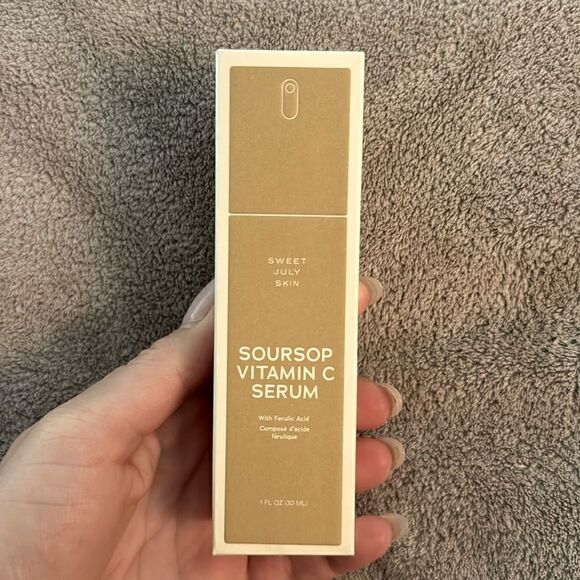 SWEET
JULY
SKIN
SOURSOP
VITAMIN C
SERUM
With Ferulic Acid
Composé d'acide
férulique
1 FL OZ (30 ML)